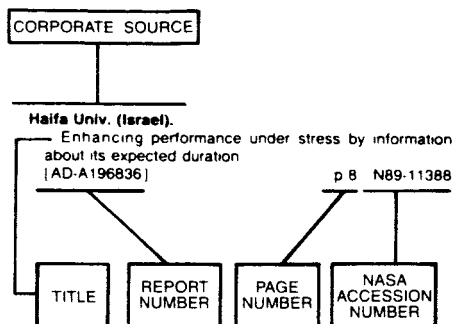 CORPORATE SOURCE
Haifa Univ. (Israel).
Enhancing performance under stress by information
about its expected duration
[AD-A196836] p 8 N89-11388
TITLE
REPORT
NUMBER
PAGE
NUMBER
NASA
ACCESSION
NUMBER